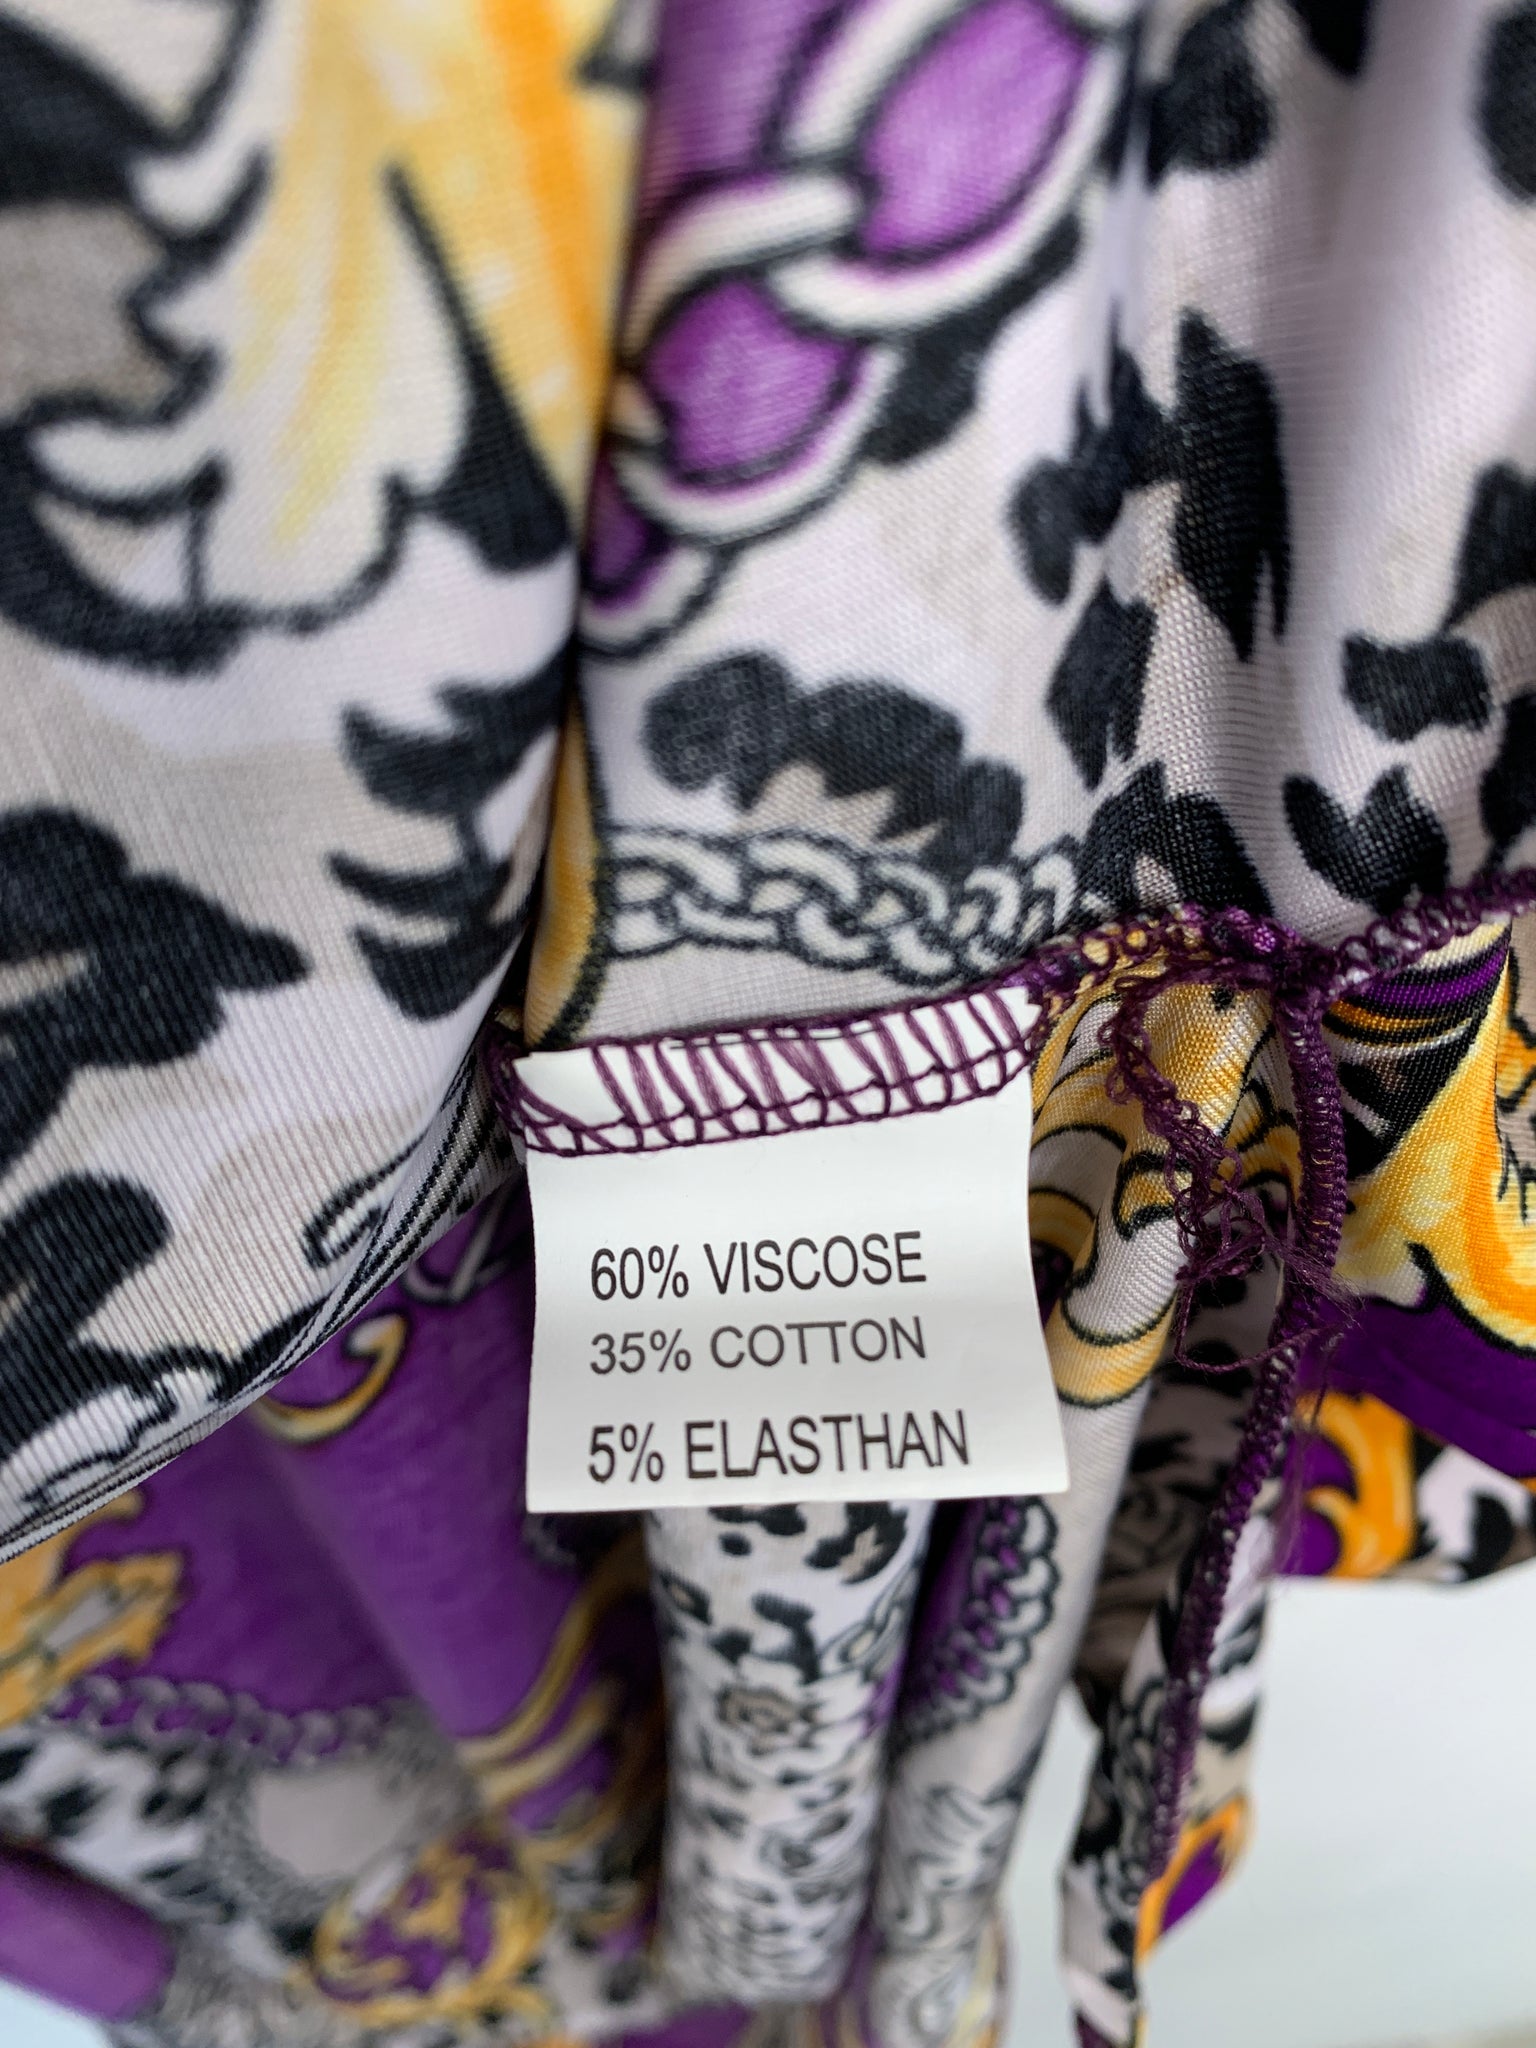 60% VISCOSE
35% COTTON
5% ELASTHAN